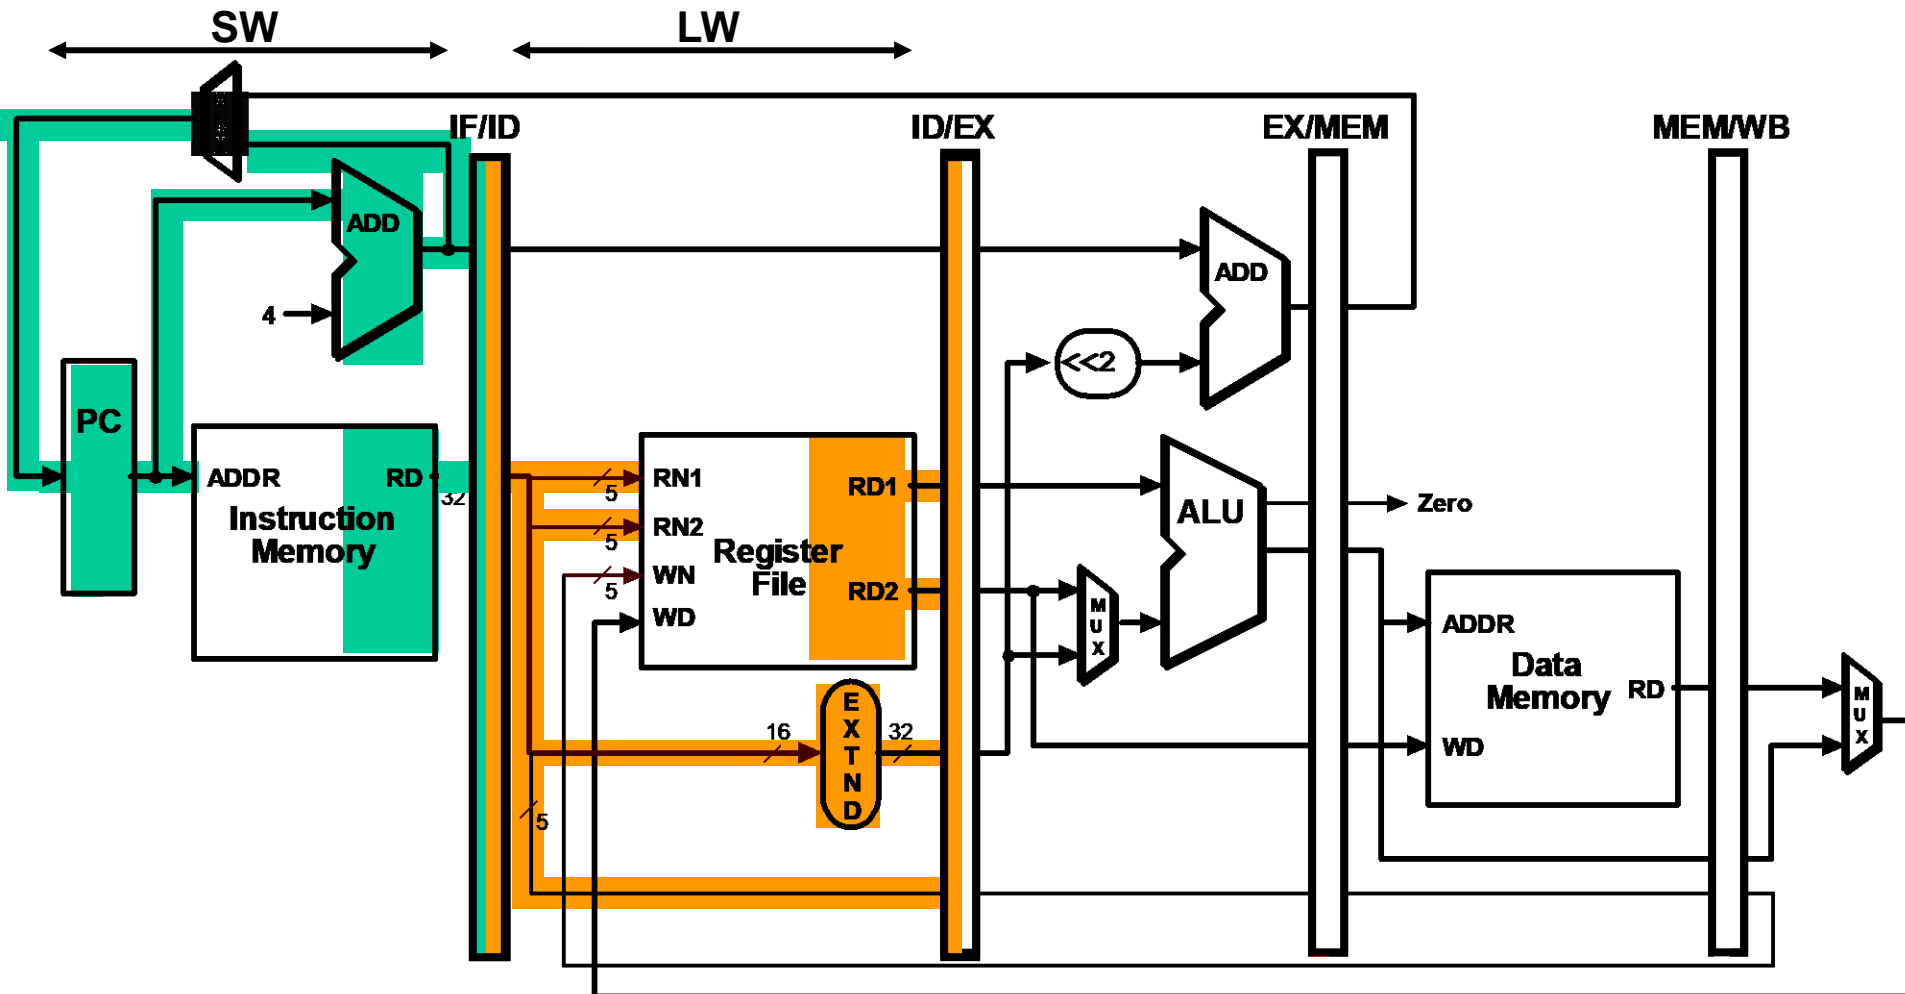 SW
LW
IF/ID
ID/EX
EX/MEM
MEM/WB
ADD
4
PC
ADDR
RD
32
Instruction
Memory
5
RN1
5
RN2
5
WN
WD
RD1
RD2
Register
File
16
E
X
T
N
D
32
5
<<2
ADD
M
U
X
ALU
Zero
ADDR
Data
Memory
RD
WD
M
U
X